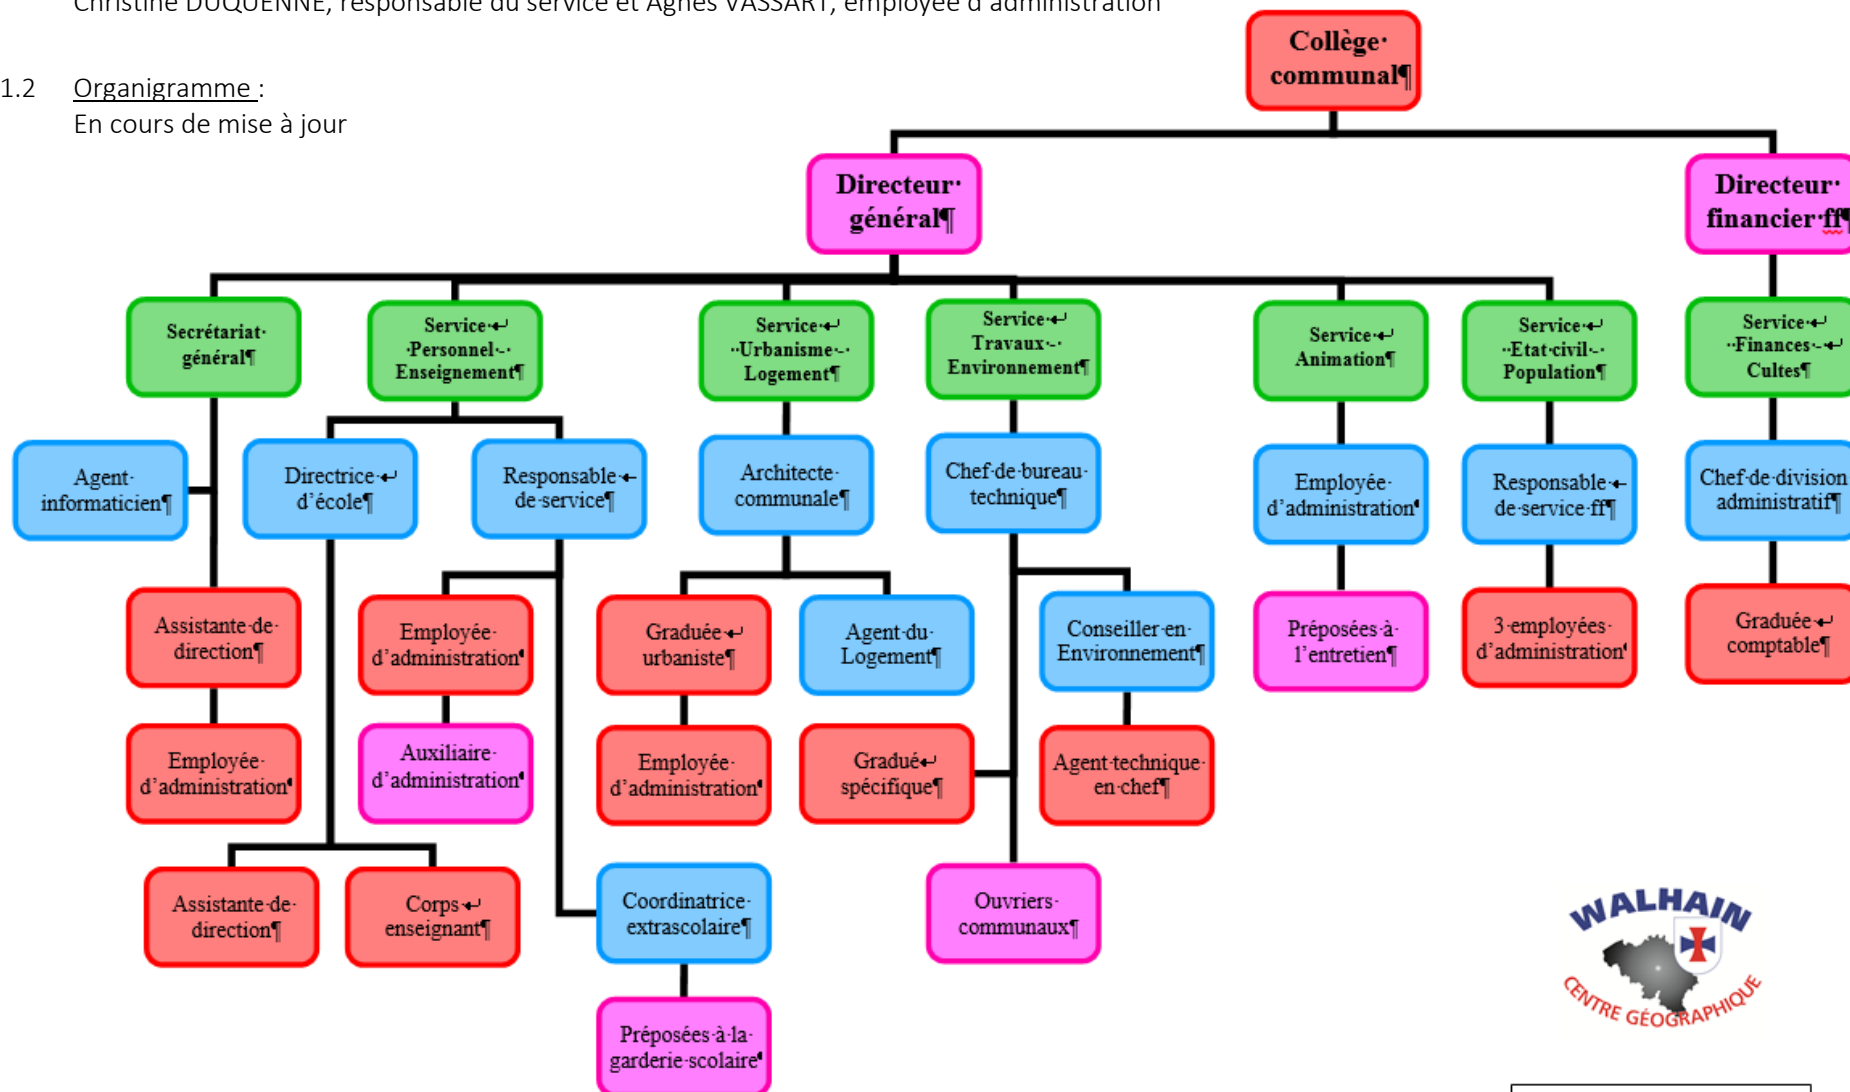 Christine DUQUENNE, responsable du service et Agnès VASSART, employée d'administration
1.2 Organigramme :
En cours de mise à jour
Collège·
communal¶
Directeur·
général¶
Directeur·
financier·ff¶
Secrétariat·
général¶
Service·↵
·Personnel·-·
Enseignement¶
Service·↵
··Urbanisme·-·
Logement¶
Service·↵
Travaux·-·
Environnement¶
Service·↵
Animation¶
Service·↵
··Etat·civil·-·
Population¶
Service·↵
··Finances·-↵
Cultes¶
Agent·
informaticien¶
Directrice·↵
d'école¶
Responsable·↵
de·service¶
Architecte·
communale¶
Chef·de·bureau·
technique¶
Employée·
d'administration¶
Responsable·↵
de·service·ff¶
Chef·de·division
administratif¶
Assistante·de·
direction¶
Employée·
d'administration¶
Graduée·↵
urbaniste¶
Agent·du·
Logement¶
Conseiller·en·
Environnement¶
Préposées·à·
l'entretien¶
3·employées·
d'administration¶
Graduée·↵
comptable¶
Employée·
d'administration¶
Auxiliaire·
d'administration¶
Employée·
d'administration¶
Gradué↵
spécifique¶
Agent·technique·
en·chef¶
Assistante·de·
direction¶
Corps·↵
enseignant¶
Coordinatrice·
extrascolaire¶
Ouvriers·
communaux¶
Préposées·à·la·
garderie·scolaire¶
WALHAIN
CENTRE GÉOGRAPHIQUE